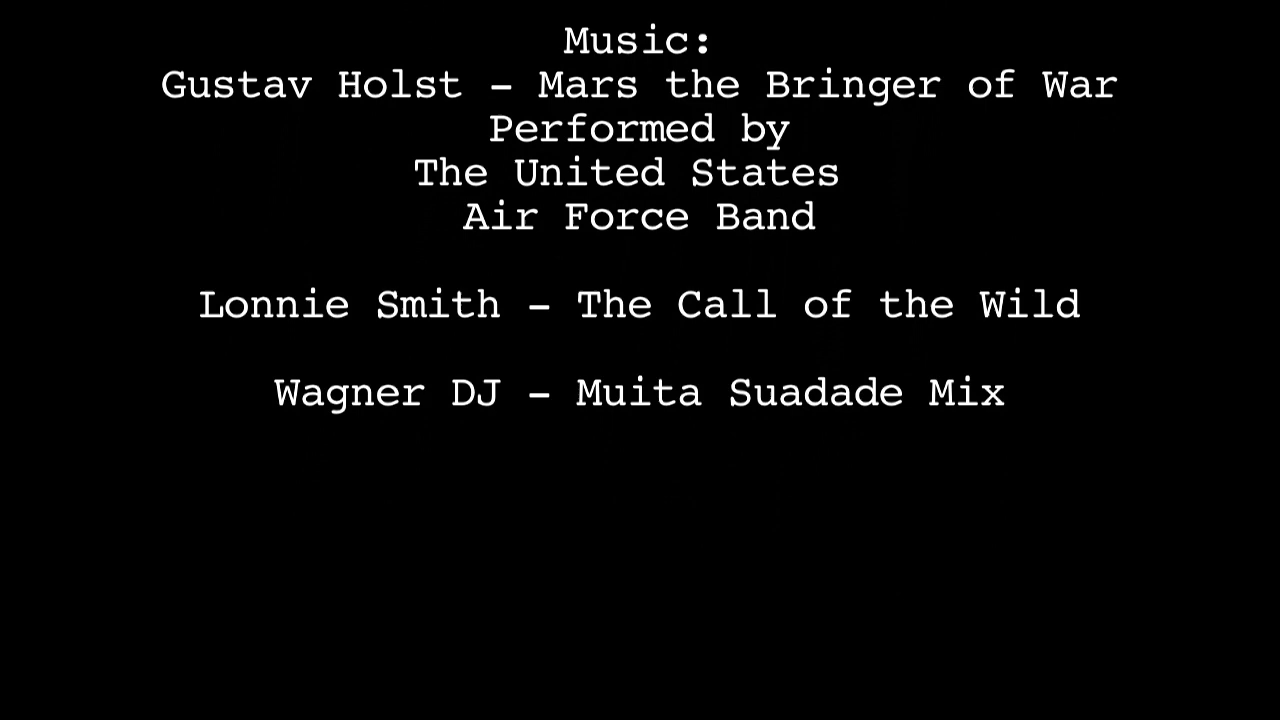 Music:
Gustav Holst - Mars the Bringer of War
Performed by
The United States
Air Force Band
Lonnie Smith - The Call of the Wild
Wagner DJ - Muita Suadade Mix